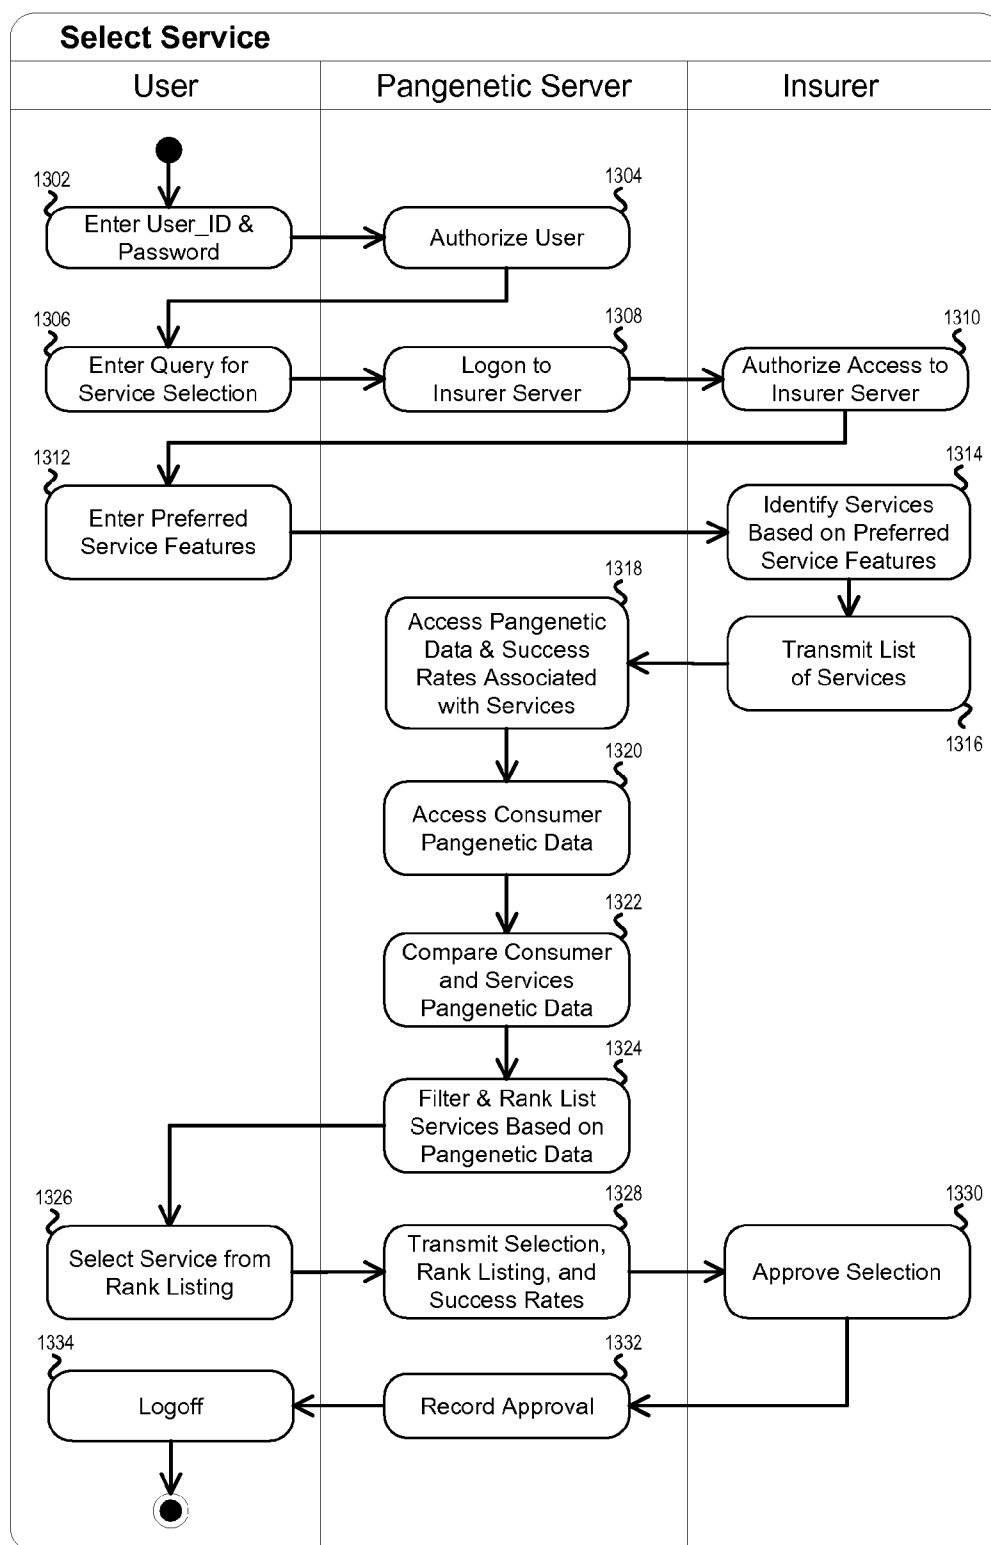 Select Service
User
Pangenetic Server
Insurer
1302
Enter User_ID &
Password
1304
Authorize User
1306
Enter Query for
Service Selection
1308
Logon to
Insurer Server
1310
Authorize Access to
Insurer Server
1312
Enter Preferred
Service Features
1314
Identify Services
Based on Preferred
Service Features
1318
Access Pangenetic
Data & Success
Rates Associated
with Services
Transmit List
of Services
1316
1320
Access Consumer
Pangenetic Data
1322
Compare Consumer
and Services
Pangenetic Data
1324
Filter & Rank List
Services Based on
Pangenetic Data
1326
Select Service from
Rank Listing
1328
Transmit Selection,
Rank Listing, and
Success Rates
1330
Approve Selection
1334
Logoff
1332
Record Approval